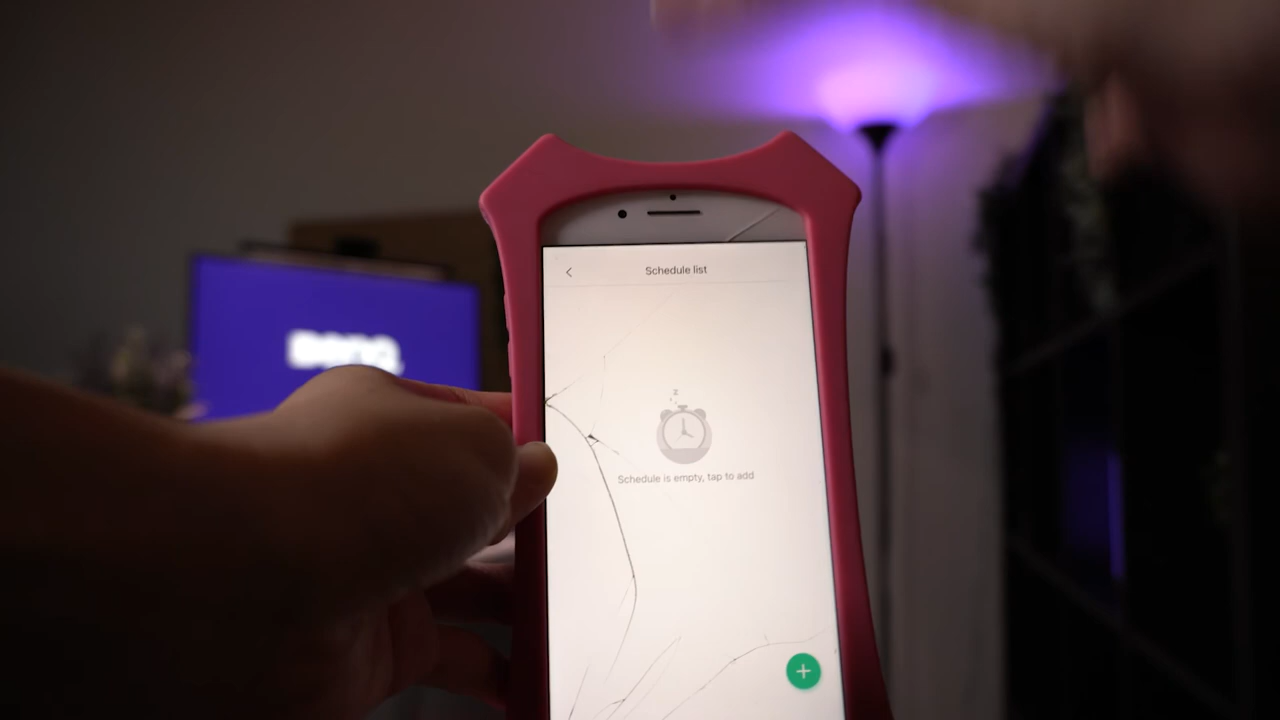 Schedule list
z
Schedule is empty, tap to add